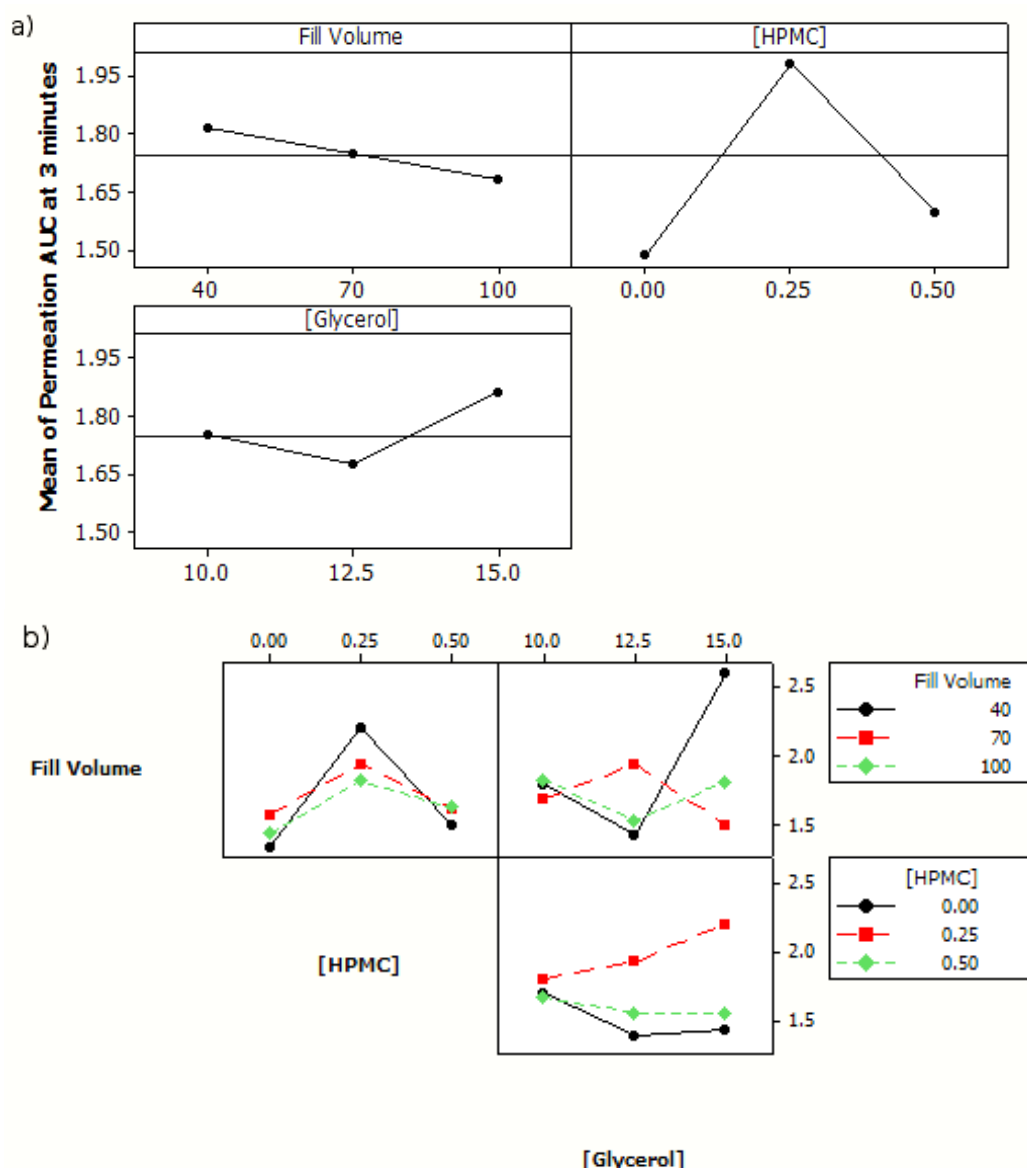 a)
Fill Volume [HPMC]
Mean of Permeation AUC at 3 minutes
1.95
1.80
1.65
1.50
40 70 100 0.00 0.25 0.50
[Glycerol]
1.95
1.80
1.65
1.50
10.0 12.5 15.0
b)
0.00 0.25 0.50 10.0 12.5 15.0
Fill Volume
2.5
2.0
1.5
Fill Volume
40
70
100
[HPMC]
2.5
2.0
1.5
[HPMC]
0.00
0.25
0.50
[Glycerol]